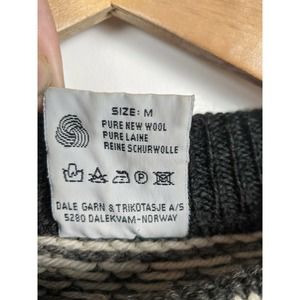 SIZE: M
PURE NEW WOOL
PURE LAINE
REINE SCHURWOLLE
DALE GARN & TRIKOTASJE A/S
5280 DALEKVAM-NORWAY